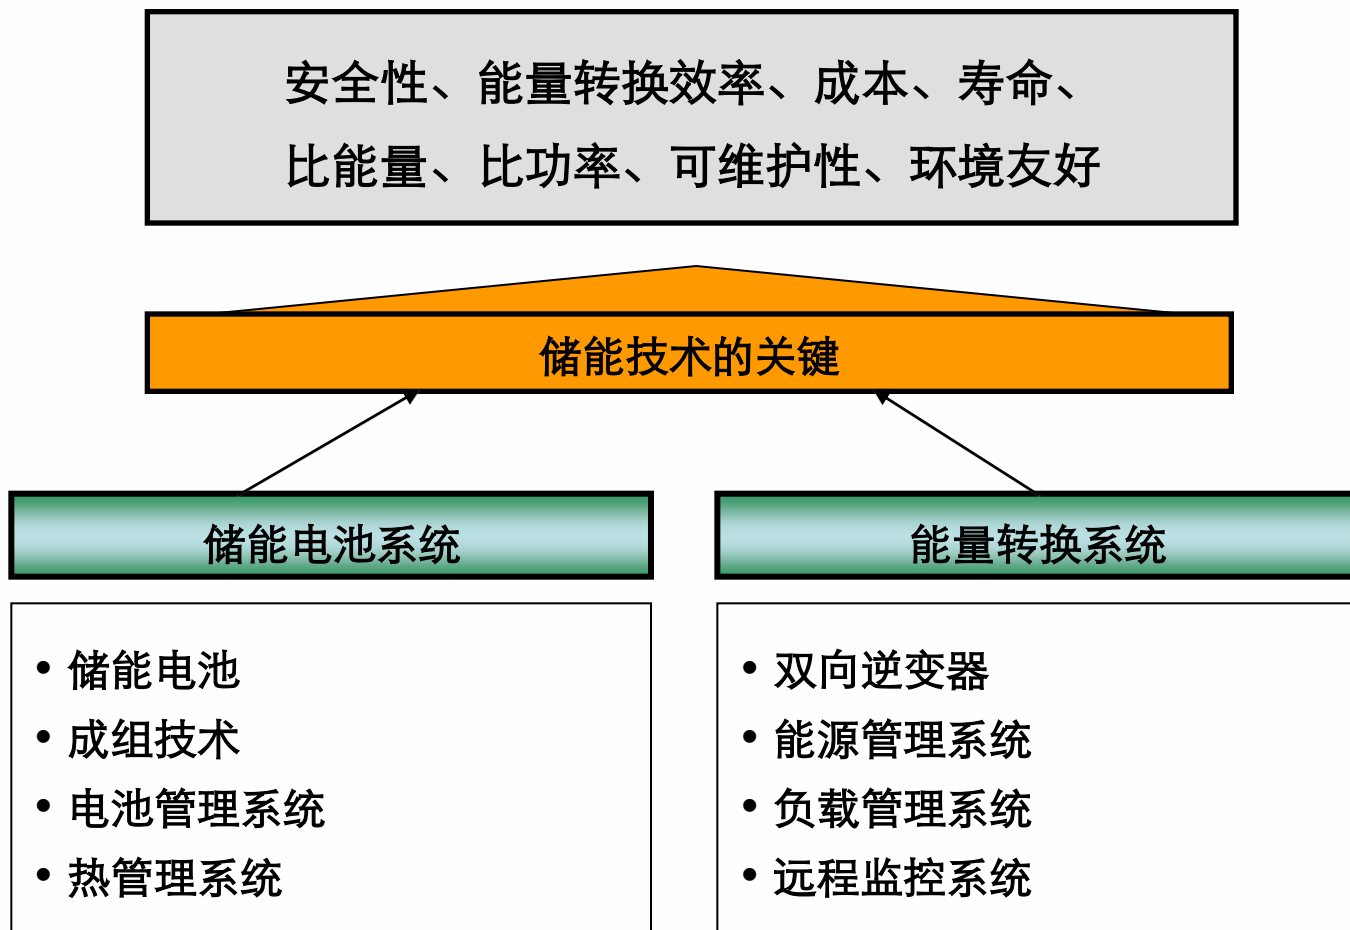 安全性、能量转换效率、成本、寿命、
比能量、比功率、可维护性、环境友好
储能技术的关键
储能电池系统
• 储能电池
• 成组技术
• 电池管理系统
• 热管理系统
能量转换系统
• 双向逆变器
• 能源管理系统
• 负载管理系统
• 远程监控系统